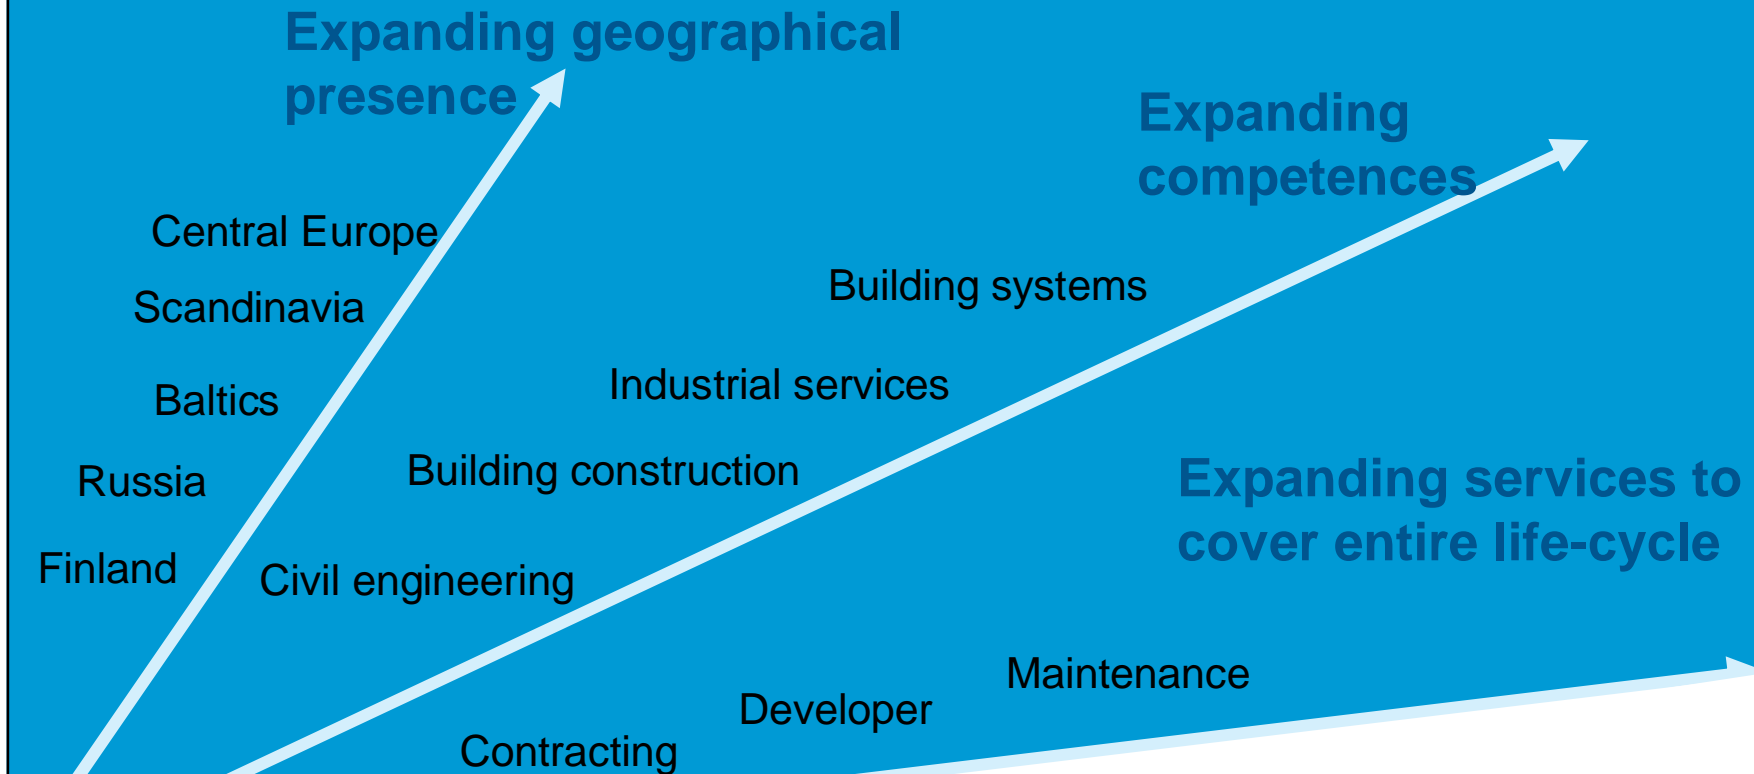 Expanding geographical
presence
Expanding
competences
Central Europe
Building systems
Scandinavia
Industrial services
Baltics
Building construction
Russia
Expanding services to
cover entire life-cycle
Finland
Civil engineering
Maintenance
Developer
Contracting